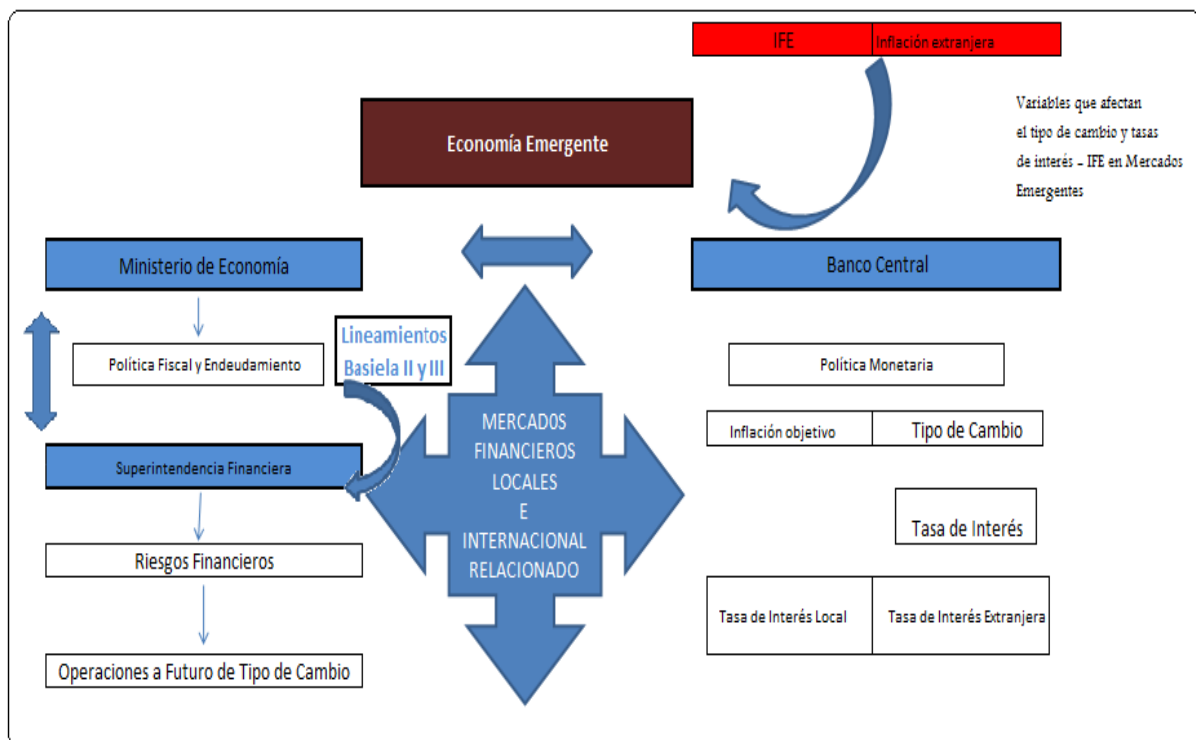 IFE
Inflación extranjera
Variables que afectan
el tipo de cambio y tasas
de interés – IFE en Mercados
Emergentes
Economía Emergente
Ministerio de Economía
Banco Central
Política Fiscal y Endeudamiento
Lineamientos
Basiela II y III
Política Monetaria
Inflación objetivo
Tipo de Cambio
Superintendencia Financiera
MERCADOS
FINANCIEROS
LOCALES
E
INTERNACIONAL
RELACIONADO
Tasa de Interés
Riesgos Financieros
Tasa de Interés Local
Tasa de Interés Extranjera
Operaciones a Futuro de Tipo de Cambio